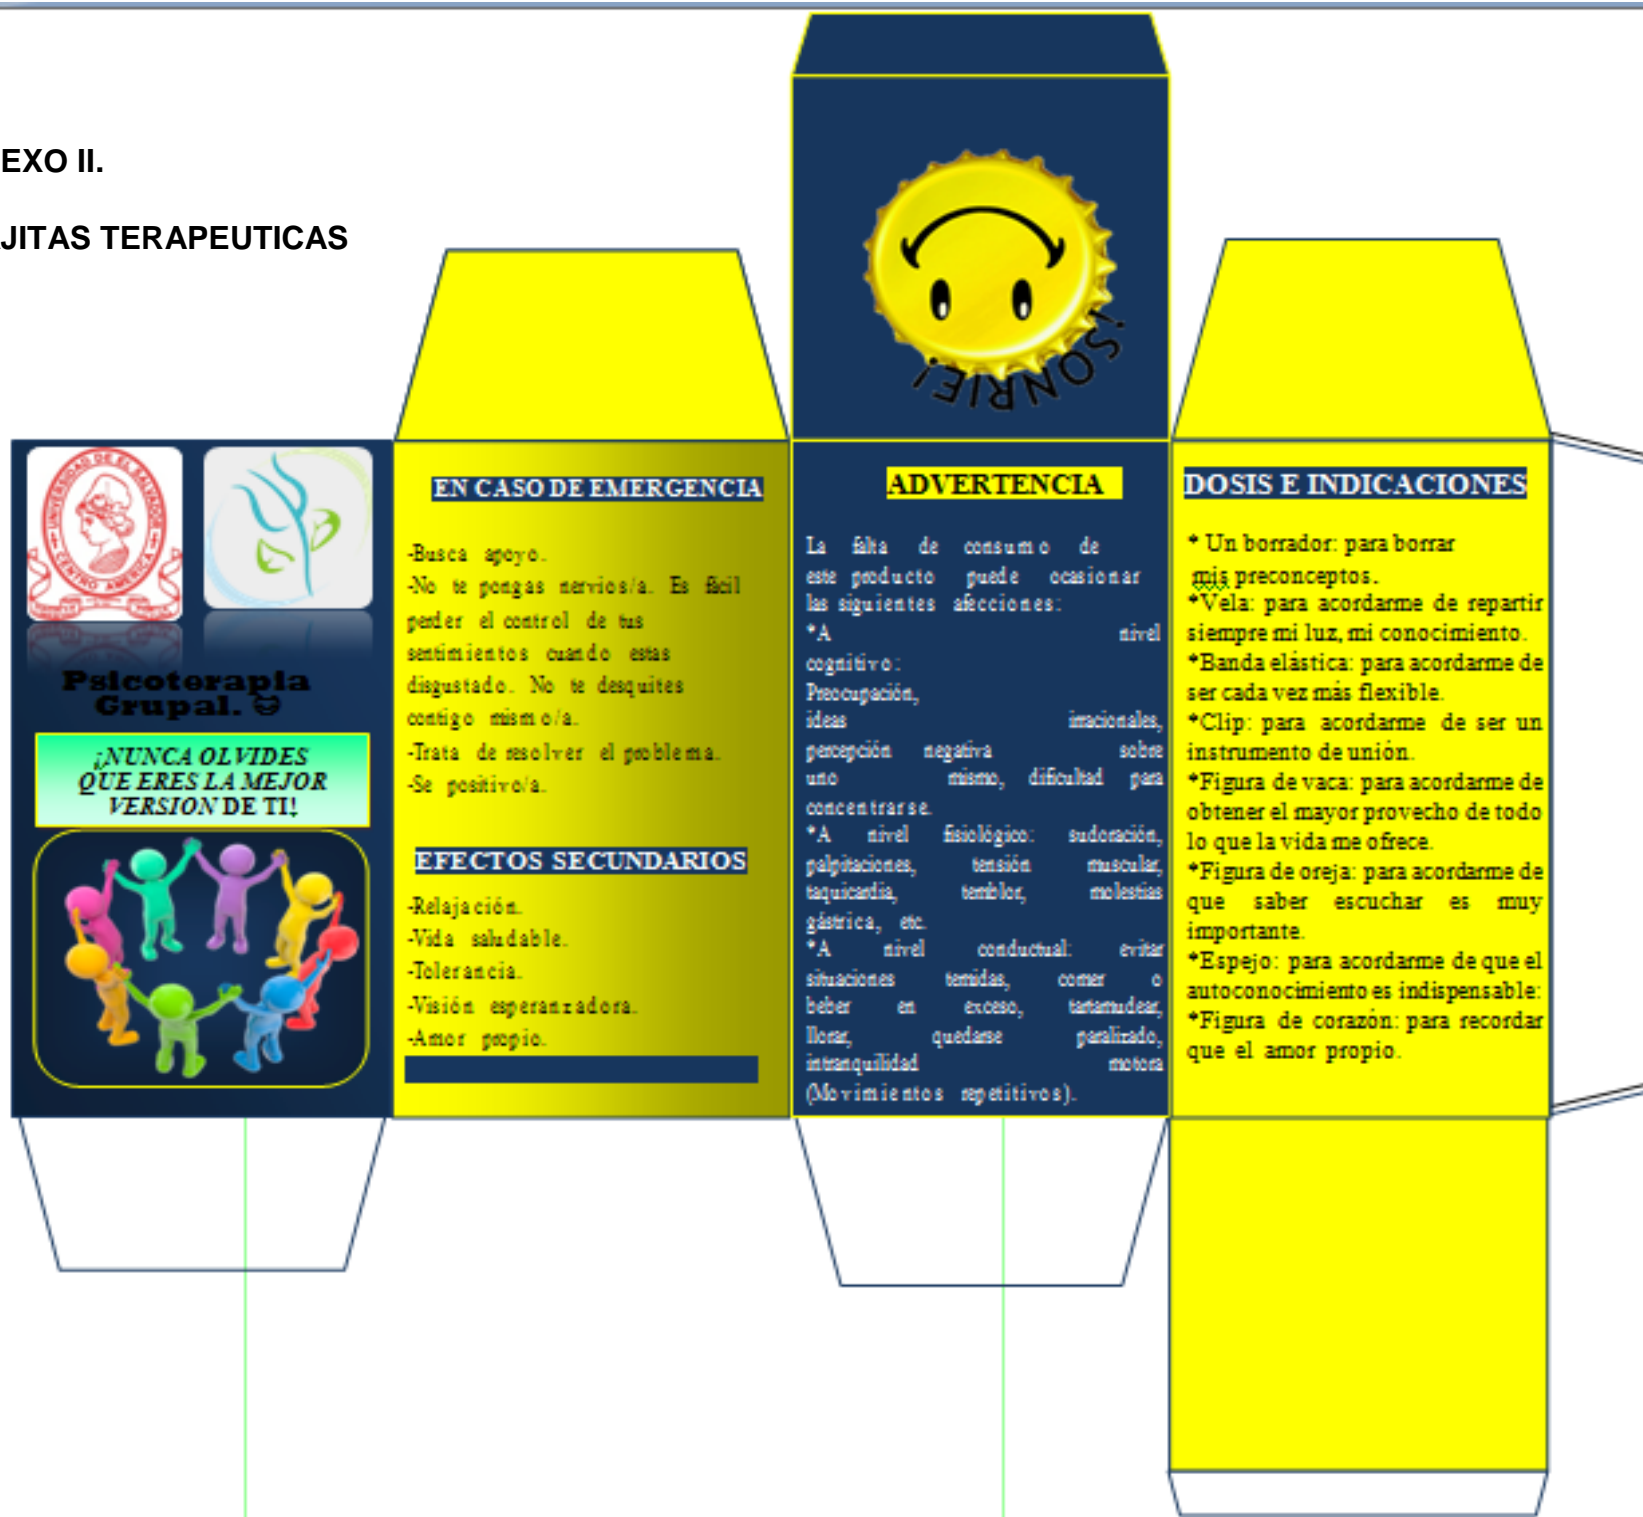 EXO II.
JITAS TERAPEUTICAS
¡SONRIE!
UNIVERSIDAD DE EL SALVADOR
CENTRO AMERICA
Psicoterapia
Grupal.
¡NUNCA OLVIDES
QUE ERES LA MEJOR
VERSION DE TI!
EN CASO DE EMERGENCIA
-Busca apoyo.
-No te pongas nervios/a. Es fácil
perder el control de tus
sentimientos cuando estas
disgustado. No te desquites
contigo mismo/a.
-Trata de resolver el problema.
-Se positivo/a.
EFECTOS SECUNDARIOS
-Relajación.
-Vida saludable.
-Tolerancia.
-Visión esperanzadora.
-Amor propio.
ADVERTENCIA
La falta de consumo de
este producto puede ocasionar
las siguientes afecciones:
*A nivel
cognitivo:
Preocupación,
ideas irracionales,
percepción negativa sobre
uno mismo, dificultad para
concentrarse.
*A nivel fisiológico: sudoración,
palpitaciones, tensión muscular,
taquicardia, temblor, molestias
gástrica, etc.
*A nivel conductual: evitar
situaciones temidas, comer o
beber en exceso, tartamudear,
llorar, quedarse paralizado,
intranquilidad motora
(Movimientos repetitivos).
DOSIS E INDICACIONES
* Un borrador: para borrar
mis preconceptos.
*Vela: para acordarme de repartir
siempre mi luz, mi conocimiento.
*Banda elástica: para acordarme de
ser cada vez más flexible.
*Clip: para acordarme de ser un
instrumento de unión.
*Figura de vaca: para acordarme de
obtener el mayor provecho de todo
lo que la vida me ofrece.
*Figura de oreja: para acordarme de
que saber escuchar es muy
importante.
*Espejo: para acordarme de que el
autoconocimiento es indispensable:
*Figura de corazón: para recordar
que el amor propio.